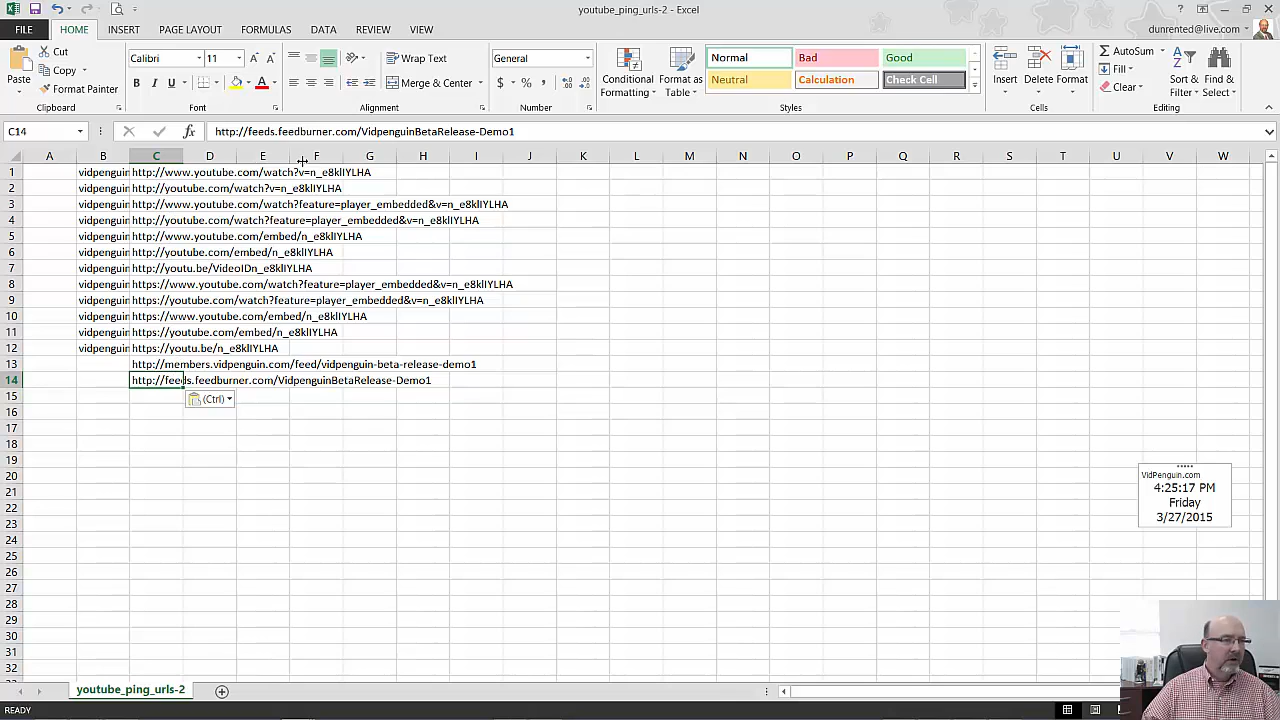 youtube_ping_urls-2 - Excel
FILE HOME INSERT PAGE LAYOUT FORMULAS DATA REVIEW VIEW dunrented@live.com
Paste Cut Copy Format Painter
Calibri 11
B I U
Wrap Text
Merge & Center
General
$ % ,
Conditional Formatting
Format as Table
Normal Bad Good
Neutral Calculation Check Cell
Insert Delete Format
AutoSum
Fill
Clear
Sort & Filter
Find & Select
Clipboard Font Alignment Number Styles Cells Editing
C14 fx http://feeds.feedburner.com/VidpenguinBetaRelease-Demo1
A B C D E F G H I J K L M N O P Q R S T U V W
1 vidpenguin http://www.youtube.com/watch?v=n_e8klIYLHA
2 vidpenguin http://youtube.com/watch?v=n_e8klIYLHA
3 vidpenguin http://www.youtube.com/watch?feature=player_embedded&v=n_e8klIYLHA
4 vidpenguin http://youtube.com/watch?feature=player_embedded&v=n_e8klIYLHA
5 vidpenguin http://www.youtube.com/embed/n_e8klIYLHA
6 vidpenguin http://youtube.com/embed/n_e8klIYLHA
7 vidpenguin http://youtu.be/VideoIDn_e8klIYLHA
8 vidpenguin https://www.youtube.com/watch?feature=player_embedded&v=n_e8klIYLHA
9 vidpenguin https://youtube.com/watch?feature=player_embedded&v=n_e8klIYLHA
10 vidpenguin https://www.youtube.com/embed/n_e8klIYLHA
11 vidpenguin https://youtube.com/embed/n_e8klIYLHA
12 vidpenguin https://youtu.be/n_e8klIYLHA
13 http://members.vidpenguin.com/feed/vidpenguin-beta-release-demo1
14 http://feeds.feedburner.com/VidpenguinBetaRelease-Demo1
15
(Ctrl)
16
17
18
19
20
21
22
23
24
25
26
27
28
29
30
31
32
VidPenguin.com
4:25:17 PM
Friday
3/27/2015
youtube_ping_urls-2
READY